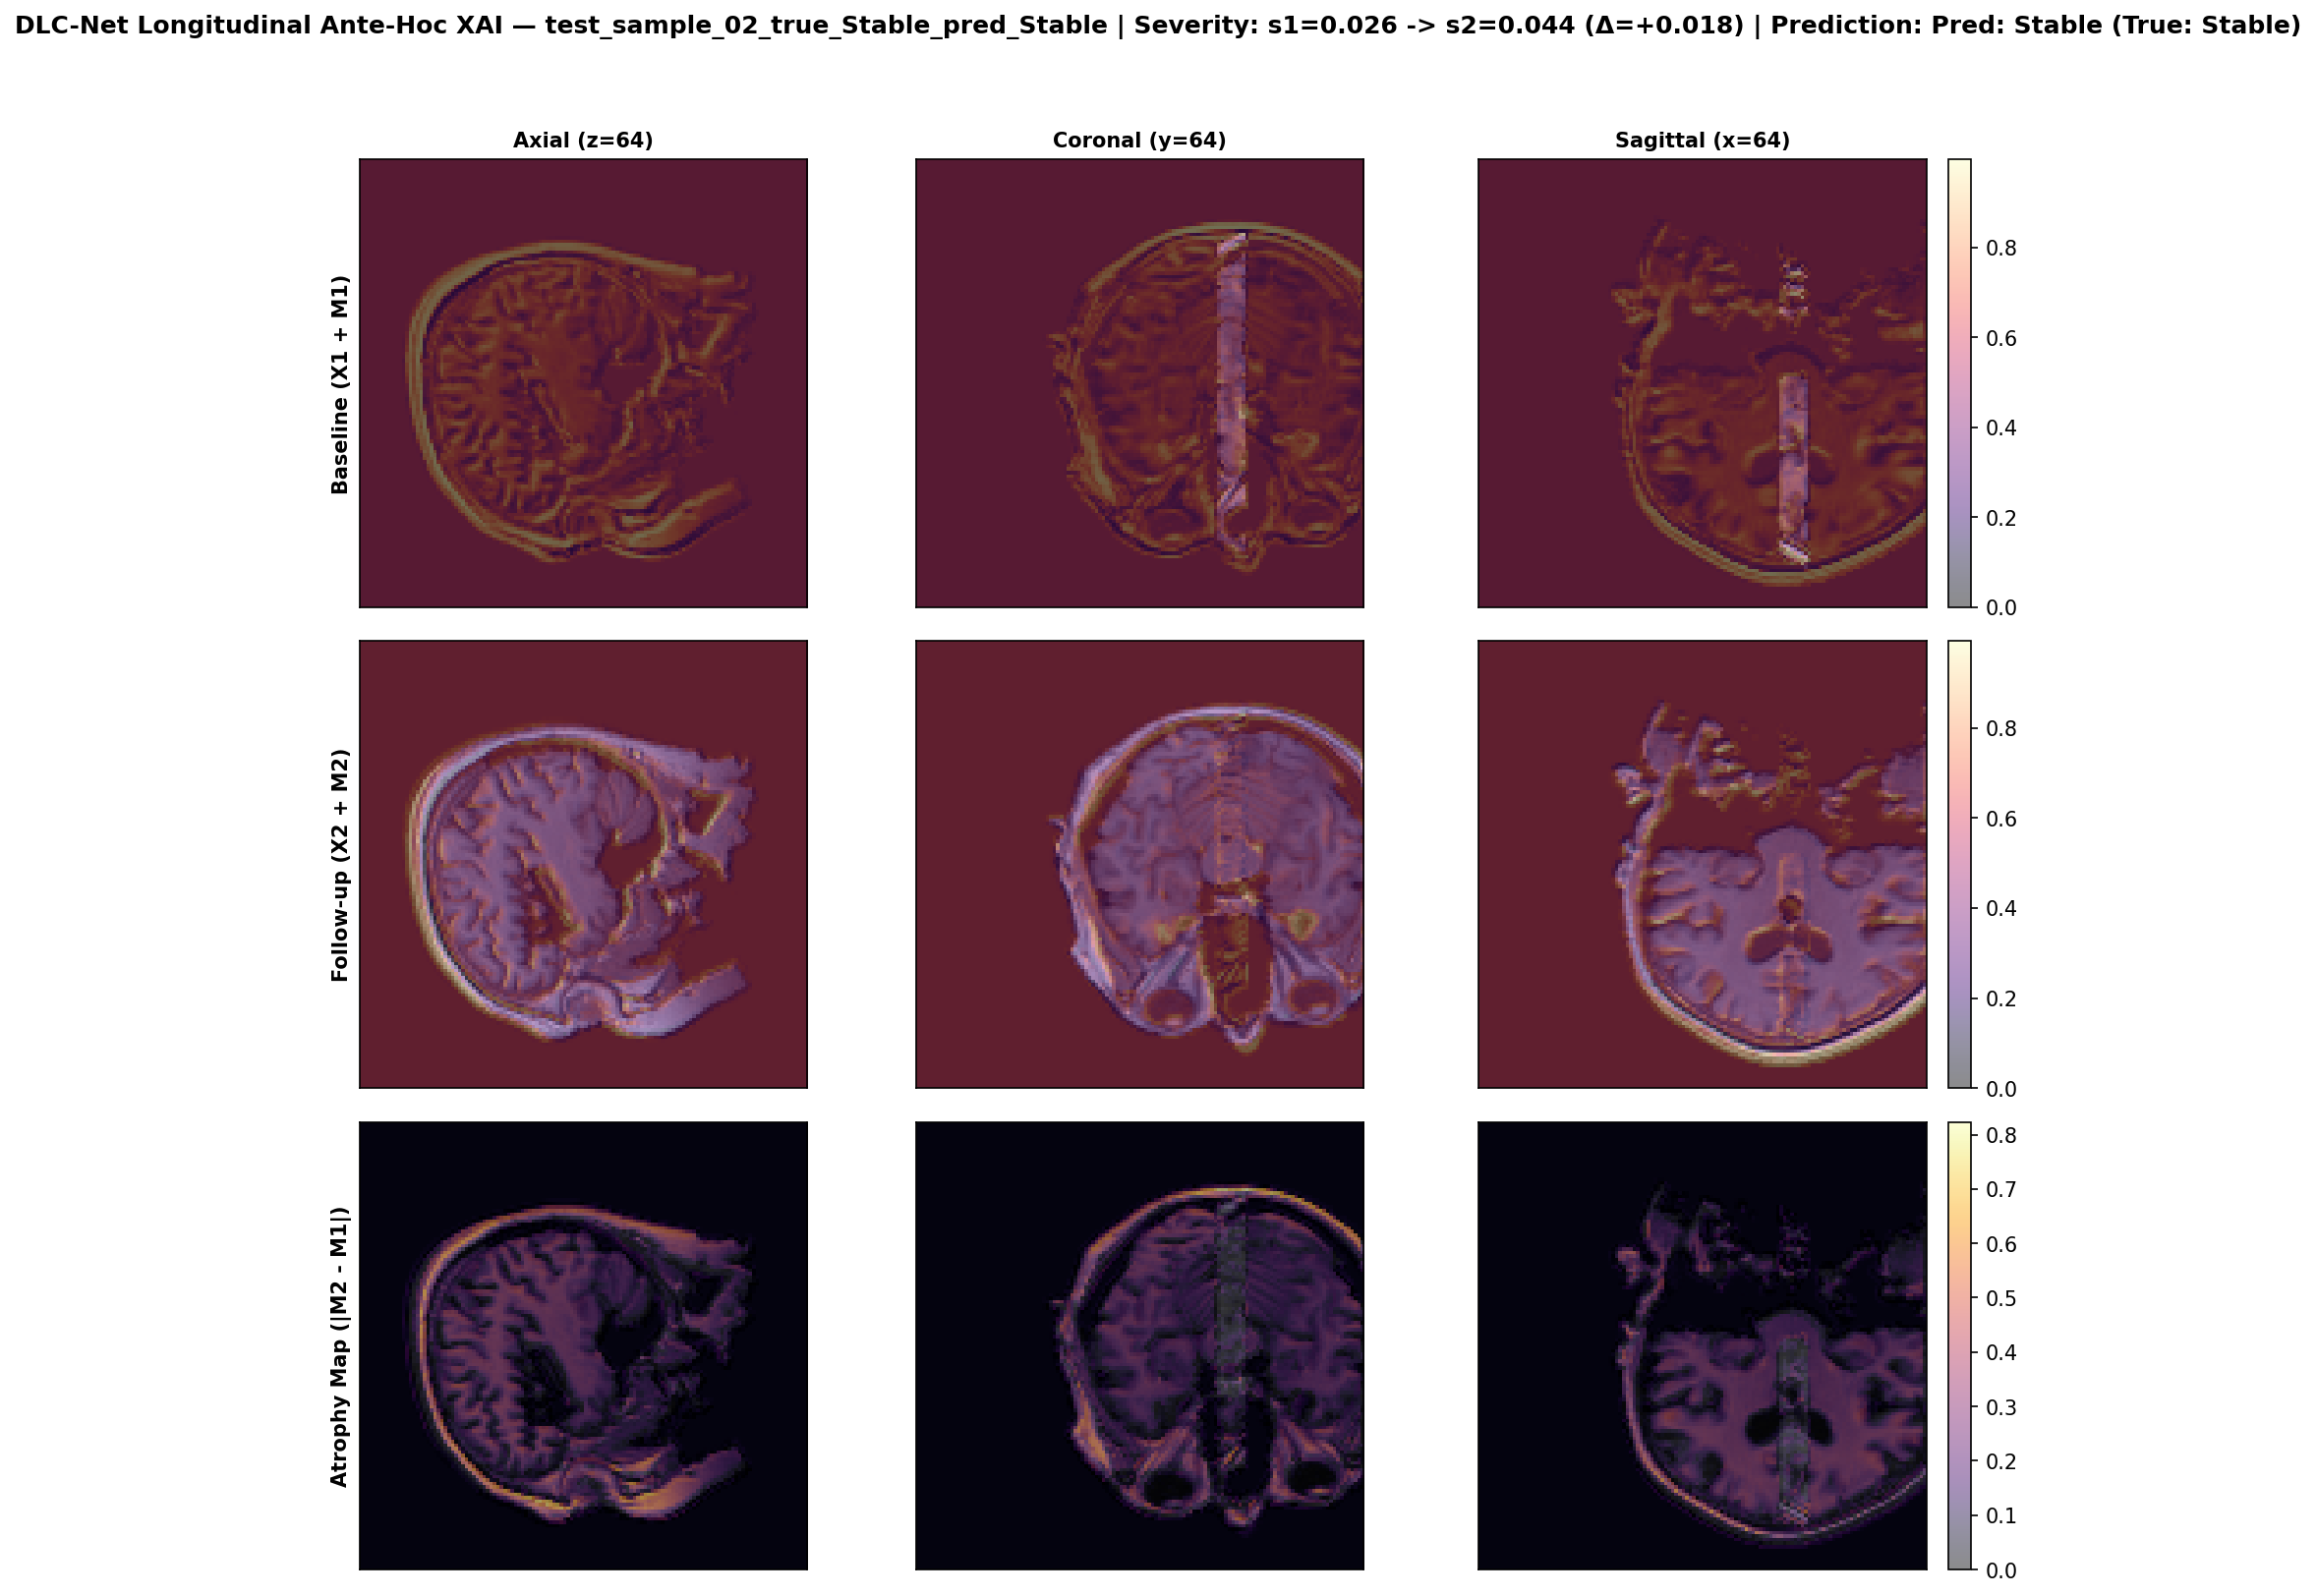 DLC-Net Longitudinal Ante-Hoc XAI — test_sample_02_true_Stable_pred_Stable | Severity: s1=0.026 -> s2=0.044 (Δ=+0.018) | Prediction: Pred: Stable (True: Stable)
Axial (z=64)
Coronal (y=64)
Sagittal (x=64)
Baseline (X1 + M1)
0.8
0.6
0.4
0.2
0.0
Follow-up (X2 + M2)
0.8
0.6
0.4
0.2
0.0
Atrophy Map (|M2 - M1|)
0.8
0.7
0.6
0.5
0.4
0.3
0.2
0.1
0.0